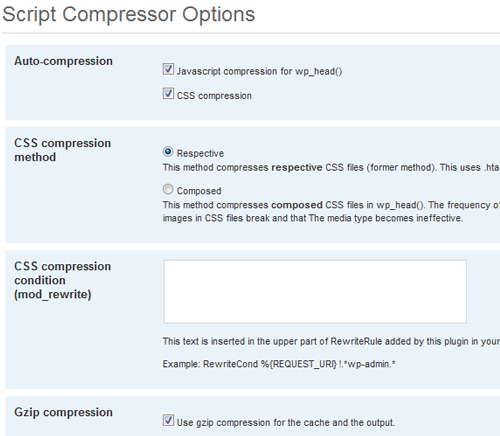 Script Compressor Options
Auto-compression
Javascript compression for wp_head()
CSS compression
CSS compression
method
Respective
This method compresses respective CSS files (former method). This uses .hta
Composed
This method compresses composed CSS files in wp_head(). The frequency of
images in CSS files break and that The media type becomes ineffective.
CSS compression
condition
(mod_rewrite)
This text is inserted in the upper part of RewriteRule added by this plugin in your
Example: RewriteCond %{REQUEST_URI} !.*wp-admin.*
Gzip compression
Use gzip compression for the cache and the output.